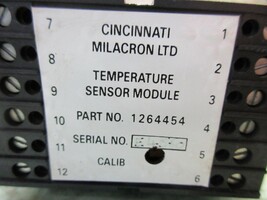 7 CINCINNATI 1
MILACRON LTD
8 2
TEMPERATURE
9 SENSOR MODULE 3
10 PART NO. 1264454 4
11 SERIAL NO. 5
CALIB
12 6